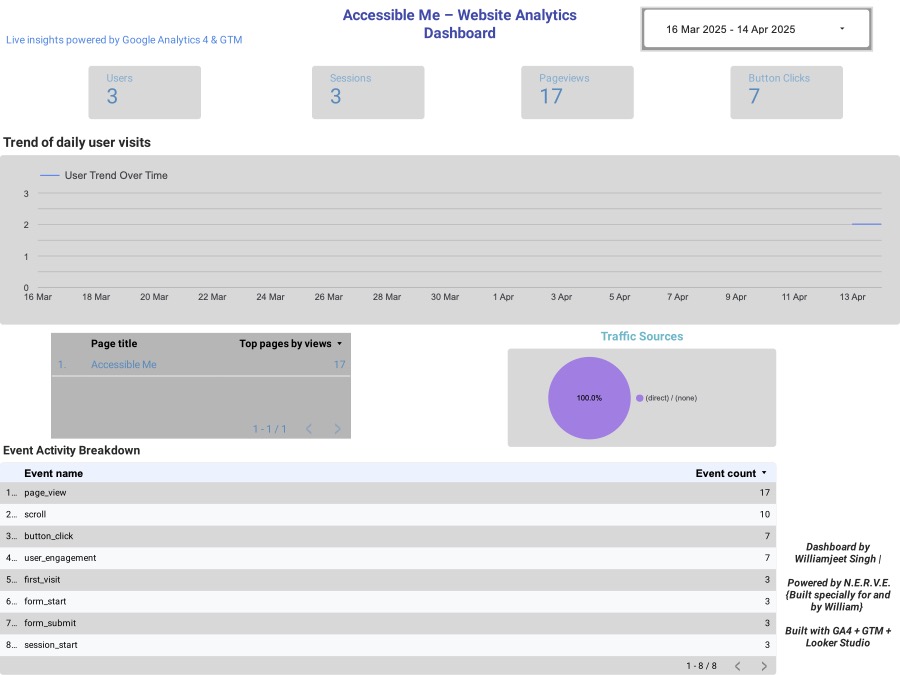 Accessible Me – Website Analytics
Dashboard
Live insights powered by Google Analytics 4 & GTM
16 Mar 2025 - 14 Apr 2025
Users
3
Sessions
3
Pageviews
17
Button Clicks
7
Trend of daily user visits
User Trend Over Time
3
2
1
0
16 Mar 18 Mar 20 Mar 22 Mar 24 Mar 26 Mar 28 Mar 30 Mar 1 Apr 3 Apr 5 Apr 7 Apr 9 Apr 11 Apr 13 Apr
Page title Top pages by views
1. Accessible Me 17
1 - 1 / 1
Traffic Sources
100.0%
(direct) / (none)
Event Activity Breakdown
Event name Event count
1... page_view 17
2... scroll 10
3... button_click 7
4... user_engagement 7
5... first_visit 3
6... form_start 3
7... form_submit 3
8... session_start 3
1 - 8 / 8
Dashboard by
Williamjeet Singh |
Powered by N.E.R.V.E.
{Built specially for and
by William}
Built with GA4 + GTM +
Looker Studio